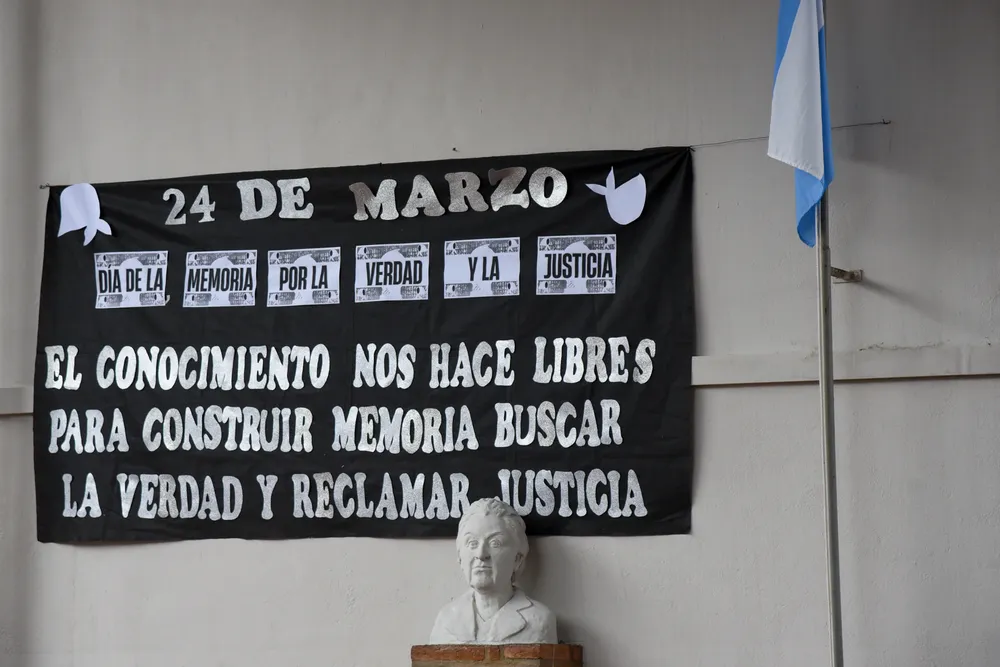 24 DE MARZO
DIA DE LA MEMORIA POR LA VERDAD Y LA JUSTICIA
EL CONOCIMIENTO NOS HACE LIBRES
PARA CONSTRUIR MEMORIA BUSCAR
LA VERDAD Y RECLAMAR JUSTICIA